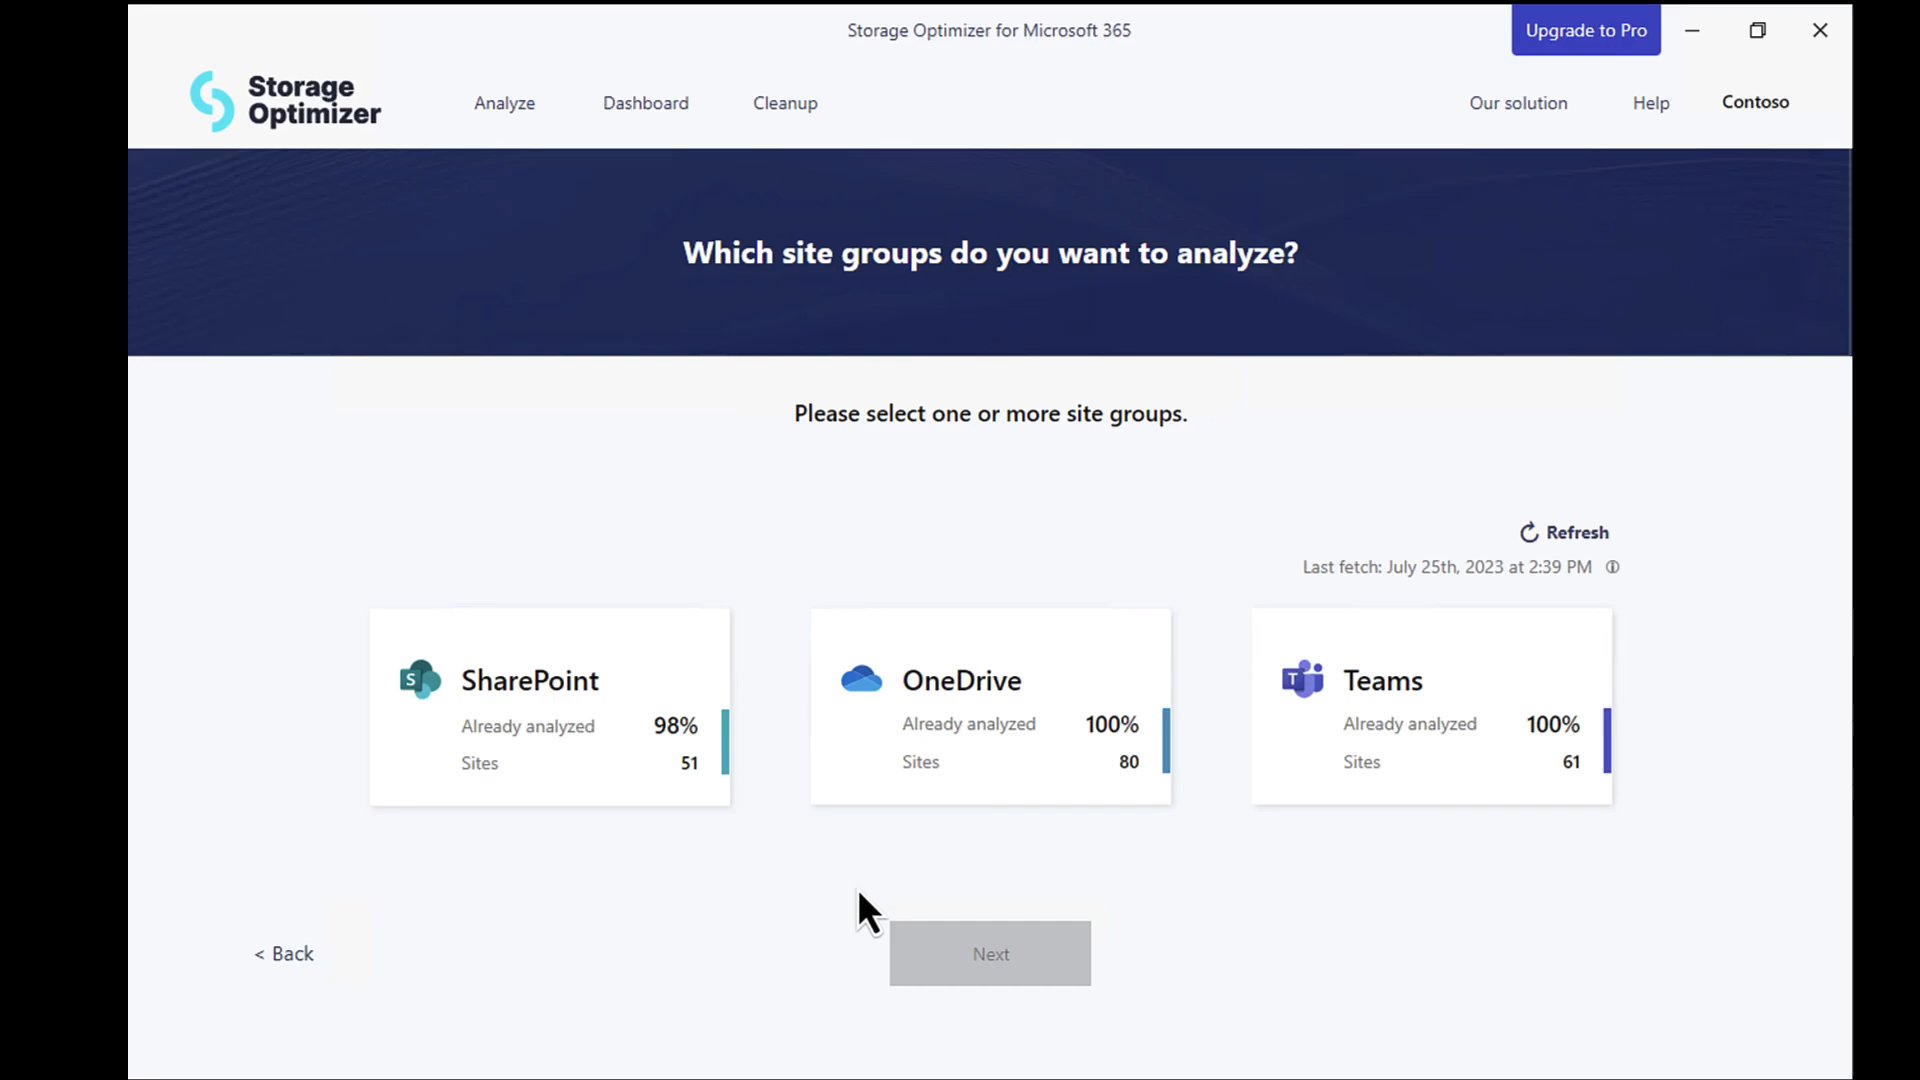 Storage Optimizer for Microsoft 365
Upgrade to Pro
Storage
Optimizer
Analyze
Dashboard
Cleanup
Our solution
Help
Contoso
Which site groups do you want to analyze?
Please select one or more site groups.
Refresh
Last fetch: July 25th, 2023 at 2:39 PM
S SharePoint
Already analyzed 98%
Sites 51
OneDrive
Already analyzed 100%
Sites 80
T Teams
Already analyzed 100%
Sites 61
< Back
Next